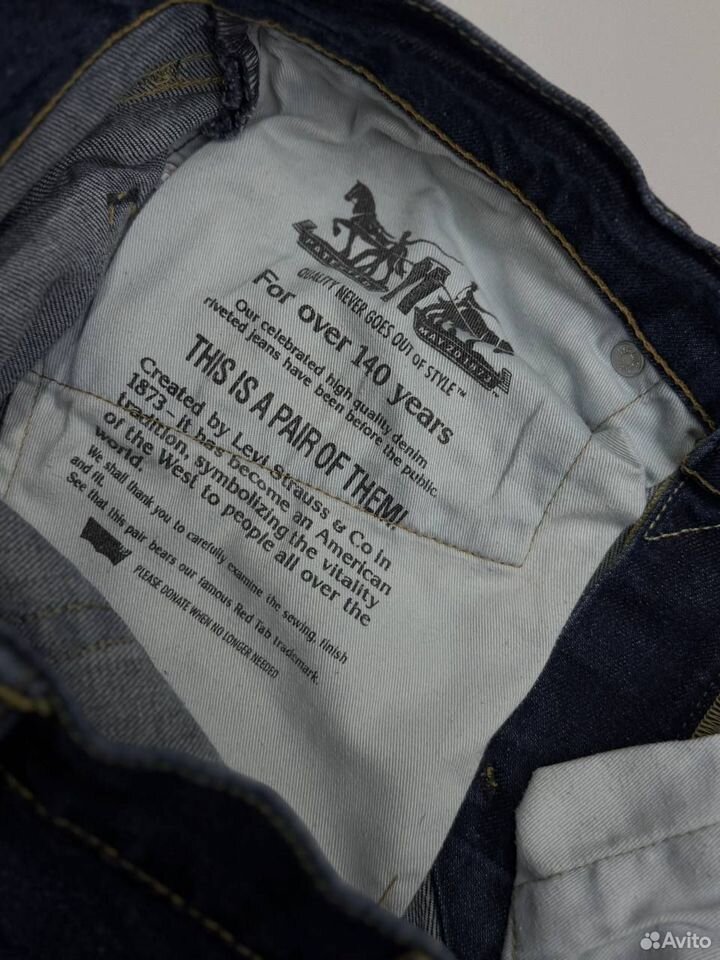 MAY 20 1873
QUALITY NEVER GOES OUT OF STYLE™
For over 140 years
Our celebrated high quality denim
riveted jeans have been before the public.
THIS IS A PAIR OF THEM!
Created by Levi Strauss & Co in
1873 – it has become an American
tradition, symbolizing the vitality
of the West to people all over the
world.
We shall thank you to carefully examine the sewing, finish
and fit.
See that this pair bears our famous Red Tab trademark.
PLEASE DONATE WHEN NO LONGER NEEDED
Avito